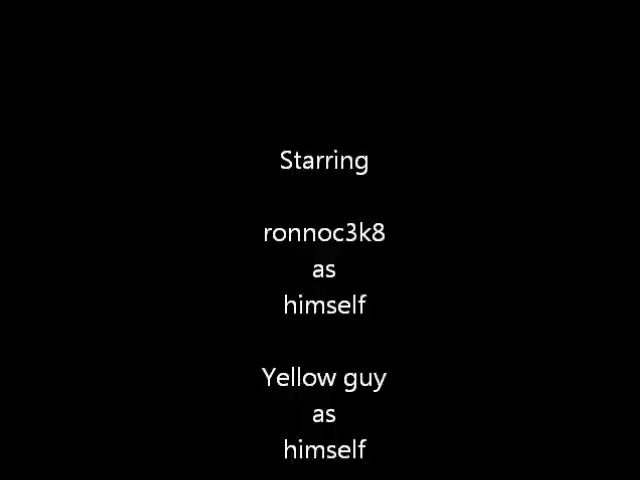 Starring
ronnoc3k8
as
himself
Yellow guy
as
himself